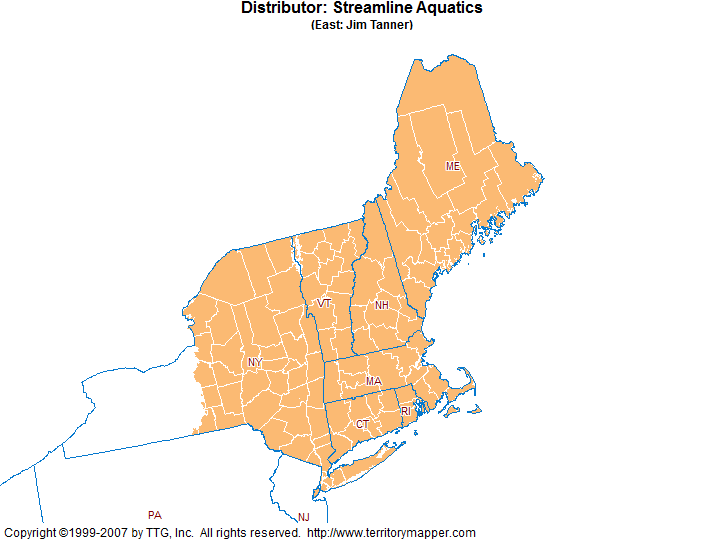 Distributor: Streamline Aquatics
(East: Jim Tanner)
ME
VT
NH
NY
MA
RI
CT
PA
NJ
Copyright ©1999-2007 by TTG, Inc.  All rights reserved.  http://www.territorymapper.com